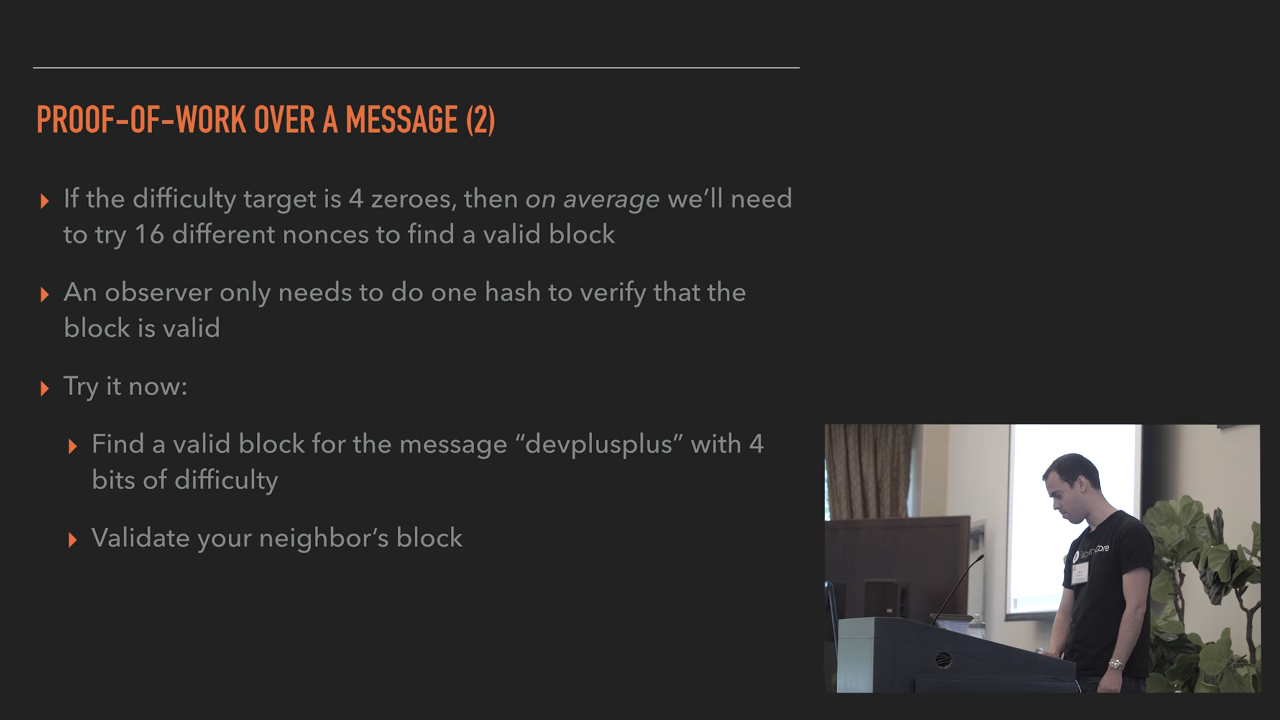 PROOF-OF-WORK OVER A MESSAGE (2)
If the difficulty target is 4 zeroes, then on average we’ll need
to try 16 different nonces to find a valid block
An observer only needs to do one hash to verify that the
block is valid
Try it now:
Find a valid block for the message “devplusplus” with 4
bits of difficulty
Validate your neighbor’s block